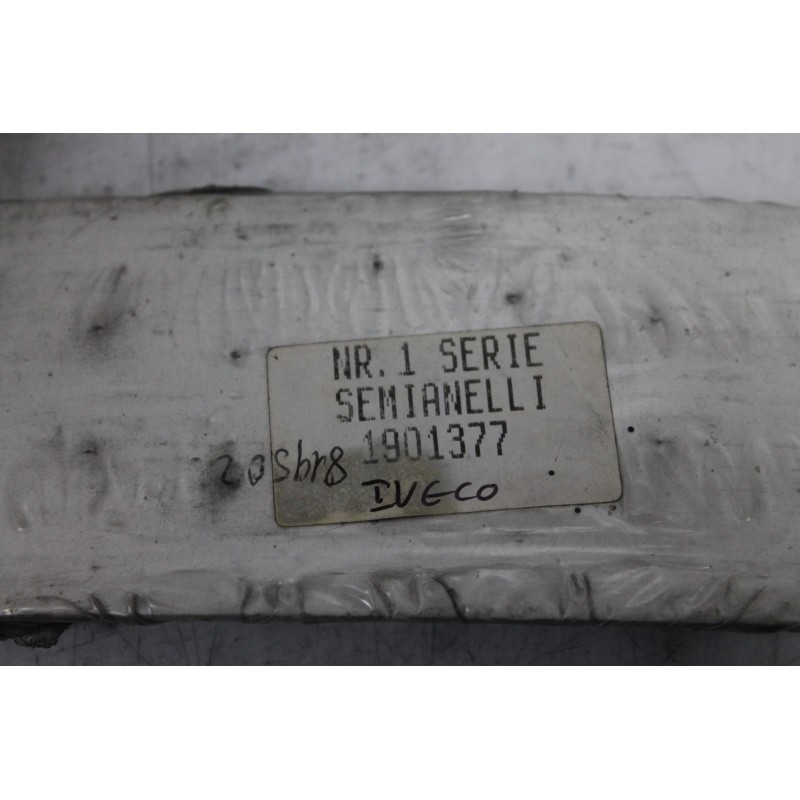 NR. 1 SERIE
SEMIANELLI
1901377
IVECO